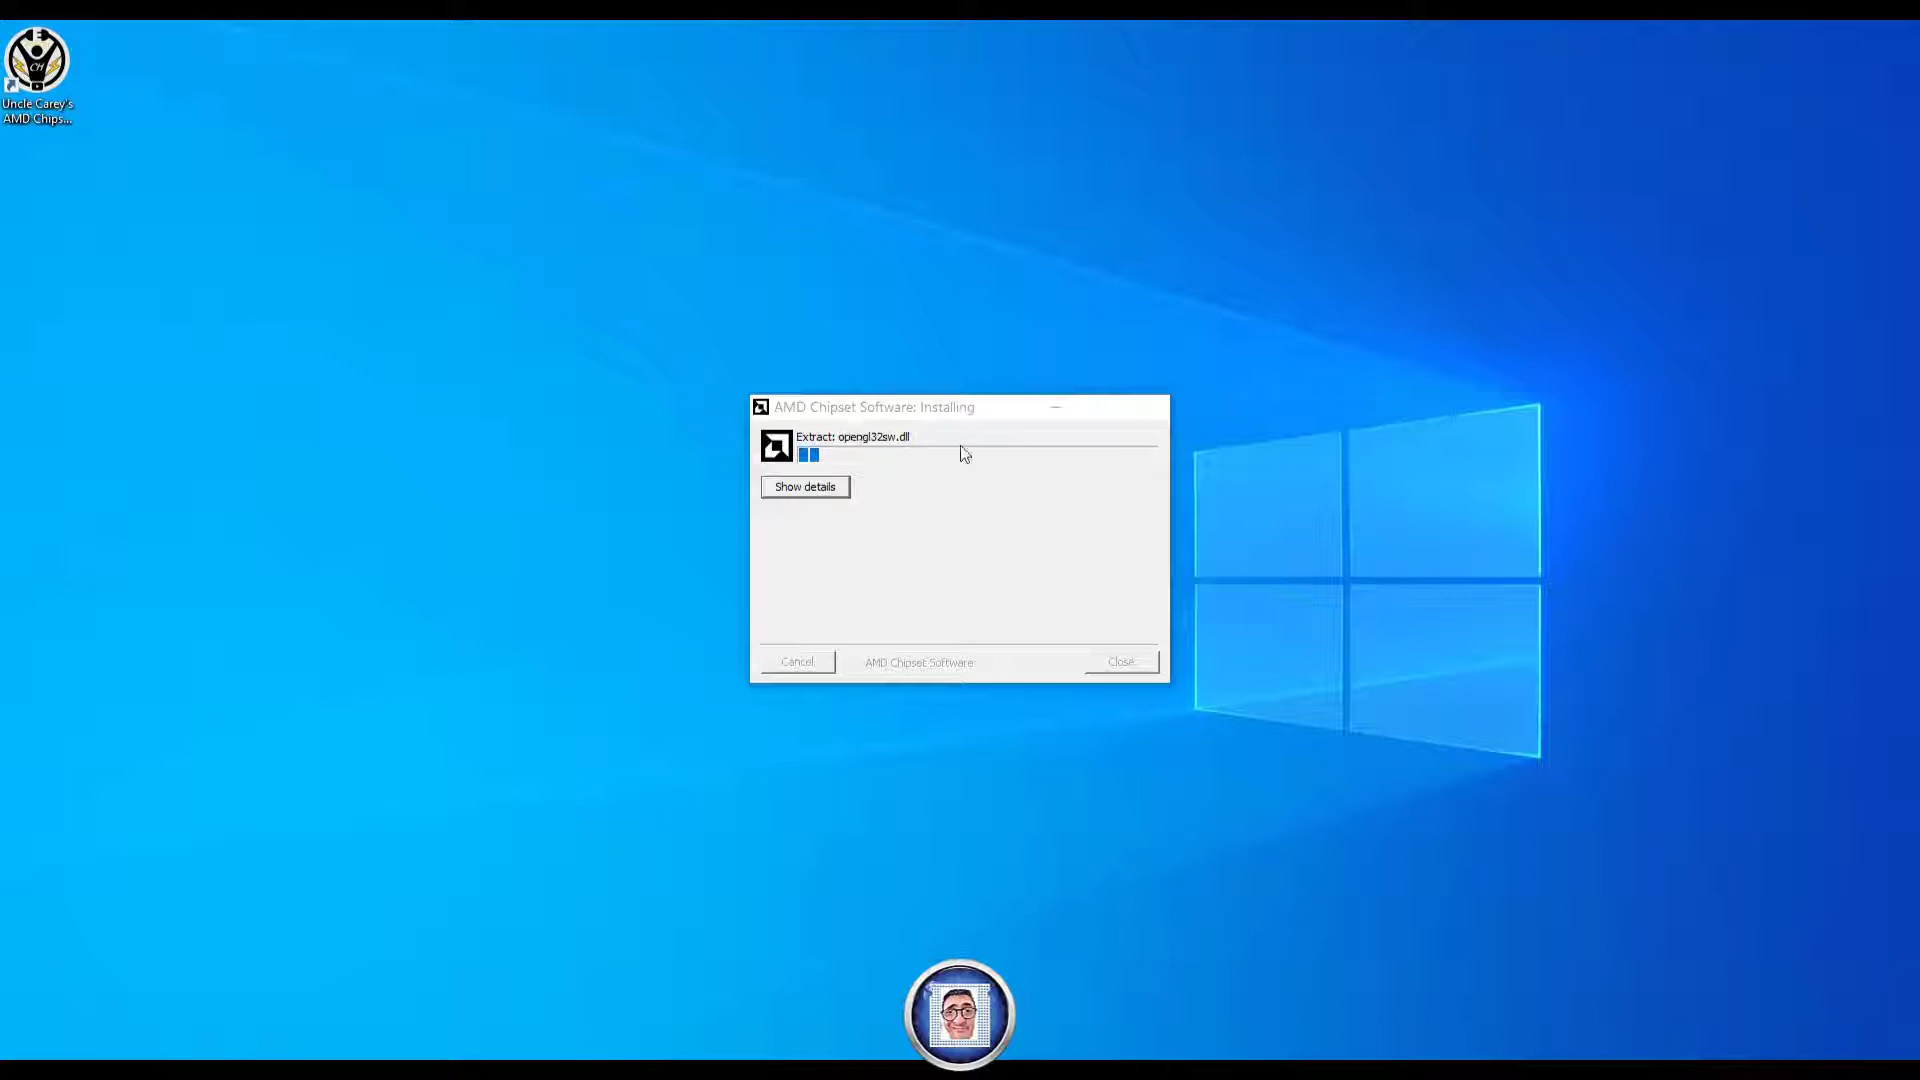 Uncle Carey's
AMD Chips...
AMD Chipset Software: Installing
Extract: opengl32sw.dll
Show details
Cancel
AMD Chipset Software
Close